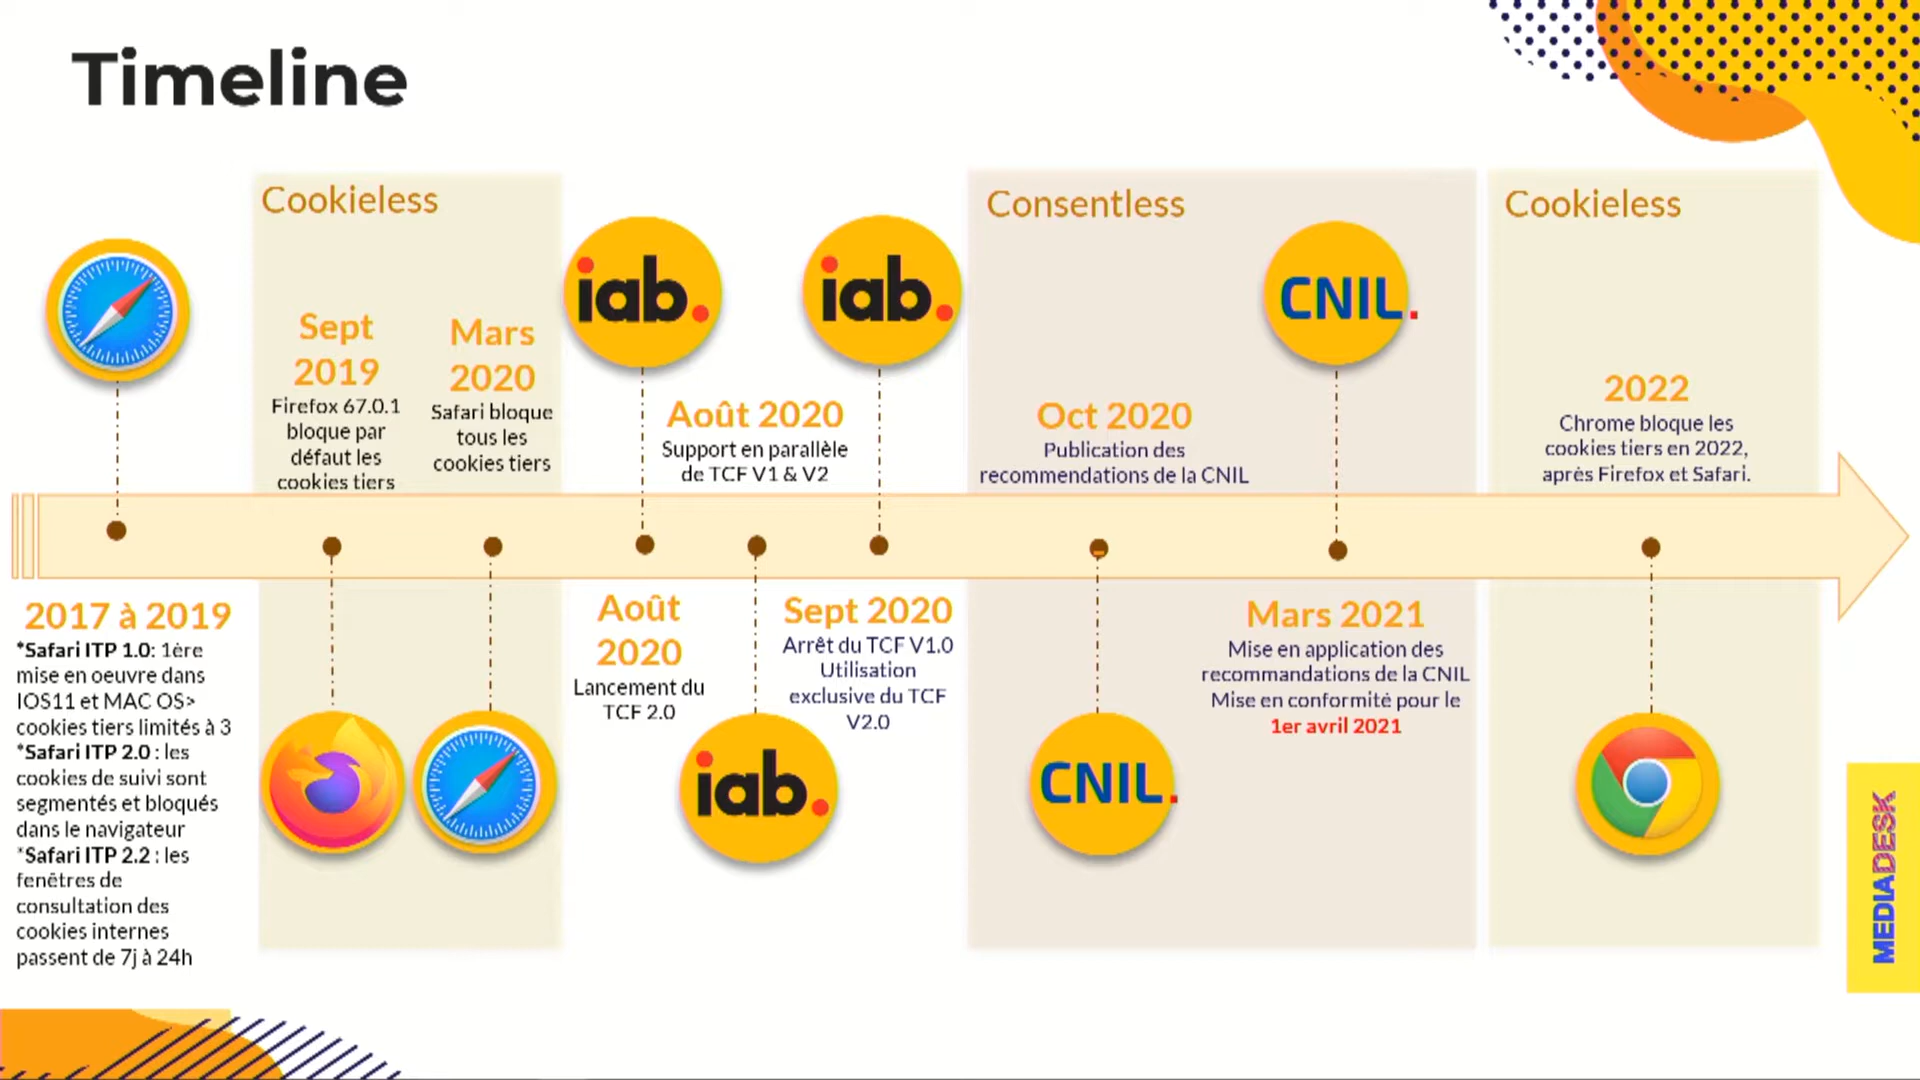 Timeline
Cookieless
Consentless
Cookieless
iab.
iab.
CNIL.
Sept
2019
Firefox 67.0.1
bloque par
défaut les
cookies tiers
Mars
2020
Safari bloque
tous les
cookies tiers
Août 2020
Support en parallèle
de TCF V1 & V2
Oct 2020
Publication des
recommendations de la CNIL
2022
Chrome bloque les
cookies tiers en 2022,
après Firefox et Safari.
2017 à 2019
*Safari ITP 1.0: 1ère
mise en oeuvre dans
IOS11 et MAC OS>
cookies tiers limités à 3
*Safari ITP 2.0 : les
cookies de suivi sont
segmentés et bloqués
dans le navigateur
*Safari ITP 2.2 : les
fenêtres de
consultation des
cookies internes
passent de 7j à 24h
Août
2020
Lancement du
TCF 2.0
Sept 2020
Arrêt du TCF V1.0
Utilisation
exclusive du TCF
V2.0
Mars 2021
Mise en application des
recommandations de la CNIL
Mise en conformité pour le
1er avril 2021
iab.
CNIL.
MEDIADESK